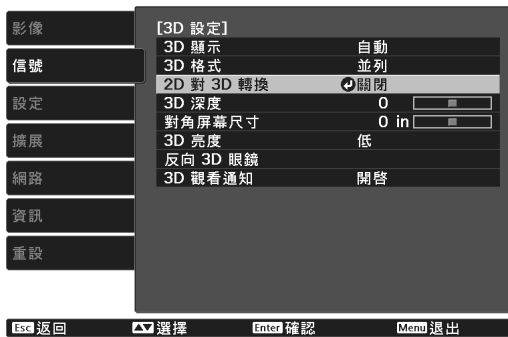 影像
信號
設定
擴展
網路
資訊
重設
[3D 設定]
3D 顯示 自動
3D 格式 並列
2D 對 3D 轉換 關閉
3D 深度 0
對角屏幕尺寸 0 in
3D 亮度 低
反向 3D 眼鏡
3D 觀看通知 開啓
Esc 返回 選擇 Enter 確認 Menu 退出